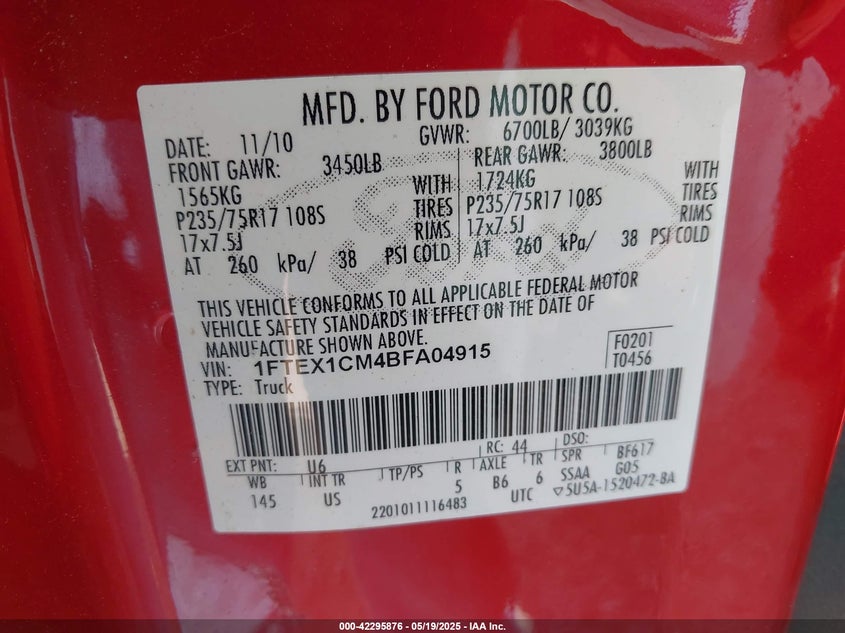 MFD. BY FORD MOTOR CO.
DATE: 11/10 GVWR: 6700LB/ 3039KG
FRONT GAWR: 3450LB REAR GAWR: 3800LB
1565KG WITH 1724KG WITH
P235/75R17 108S TIRES P235/75R17 108S TIRES
17x7.5J RIMS 17x7.5J RIMS
AT 260 kPa/ 38 PSI COLD AT 260 kPa/ 38 PSI COLD
Ford
THIS VEHICLE CONFORMS TO ALL APPLICABLE FEDERAL MOTOR
VEHICLE SAFETY STANDARDS IN EFFECT ON THE DATE OF
MANUFACTURE SHOWN ABOVE.
VIN: 1FTEX1CM4BFA04915
TYPE: Truck
F0201
T0456
EXT PNT: U6 RC: 44 DSO:
WB INT TR TP/PS R AXLE TR SPR BF617
145 US 5 B6 6 SSAA G05
2201011116483 UTC ▽5U5A-1520472-BA
000-42295876 - 05/19/2025 - IAA Inc.